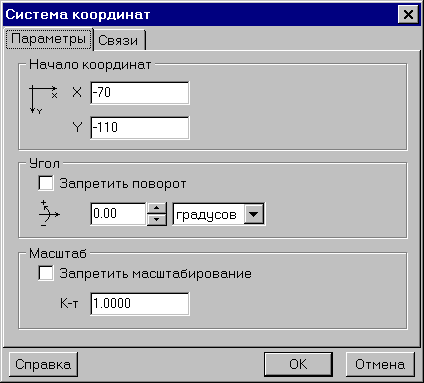 Система координат
Параметры Связи
Начало координат
X X -70
Y
Y -110
Угол
Запретить поворот
+
- 0.00 градусов
Масштаб
Запретить масштабирование
К-т 1.0000
Справка OK Отмена